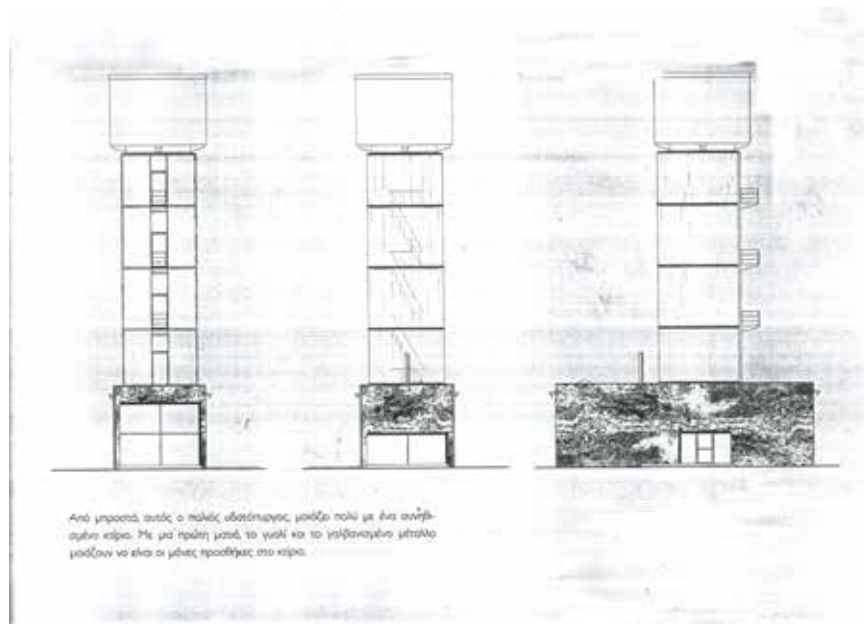 Από μπροστά, αυτός ο παλιός υδατόπυργος, μοιάζει πολύ με ένα συνηθι-
σμένο κτίριο. Με μια πρώτη ματιά, το γυαλί και το γαλβανισμένο μέταλλο
μοιάζουν να είναι οι μόνες προσθήκες στο κτίριο.